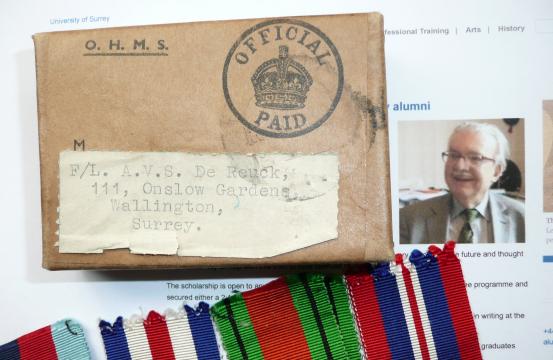 University of Surrey
fessional Training | Arts | History
O. H. M. S.
OFFICIAL
PAID
alumni
M
F/L. A.V.S. De Reuck,
111, Onslow Gardens,
Wallington,
Surrey.
future and thought
The scholarship is open to
programme and
secured either a
writing at the
graduates